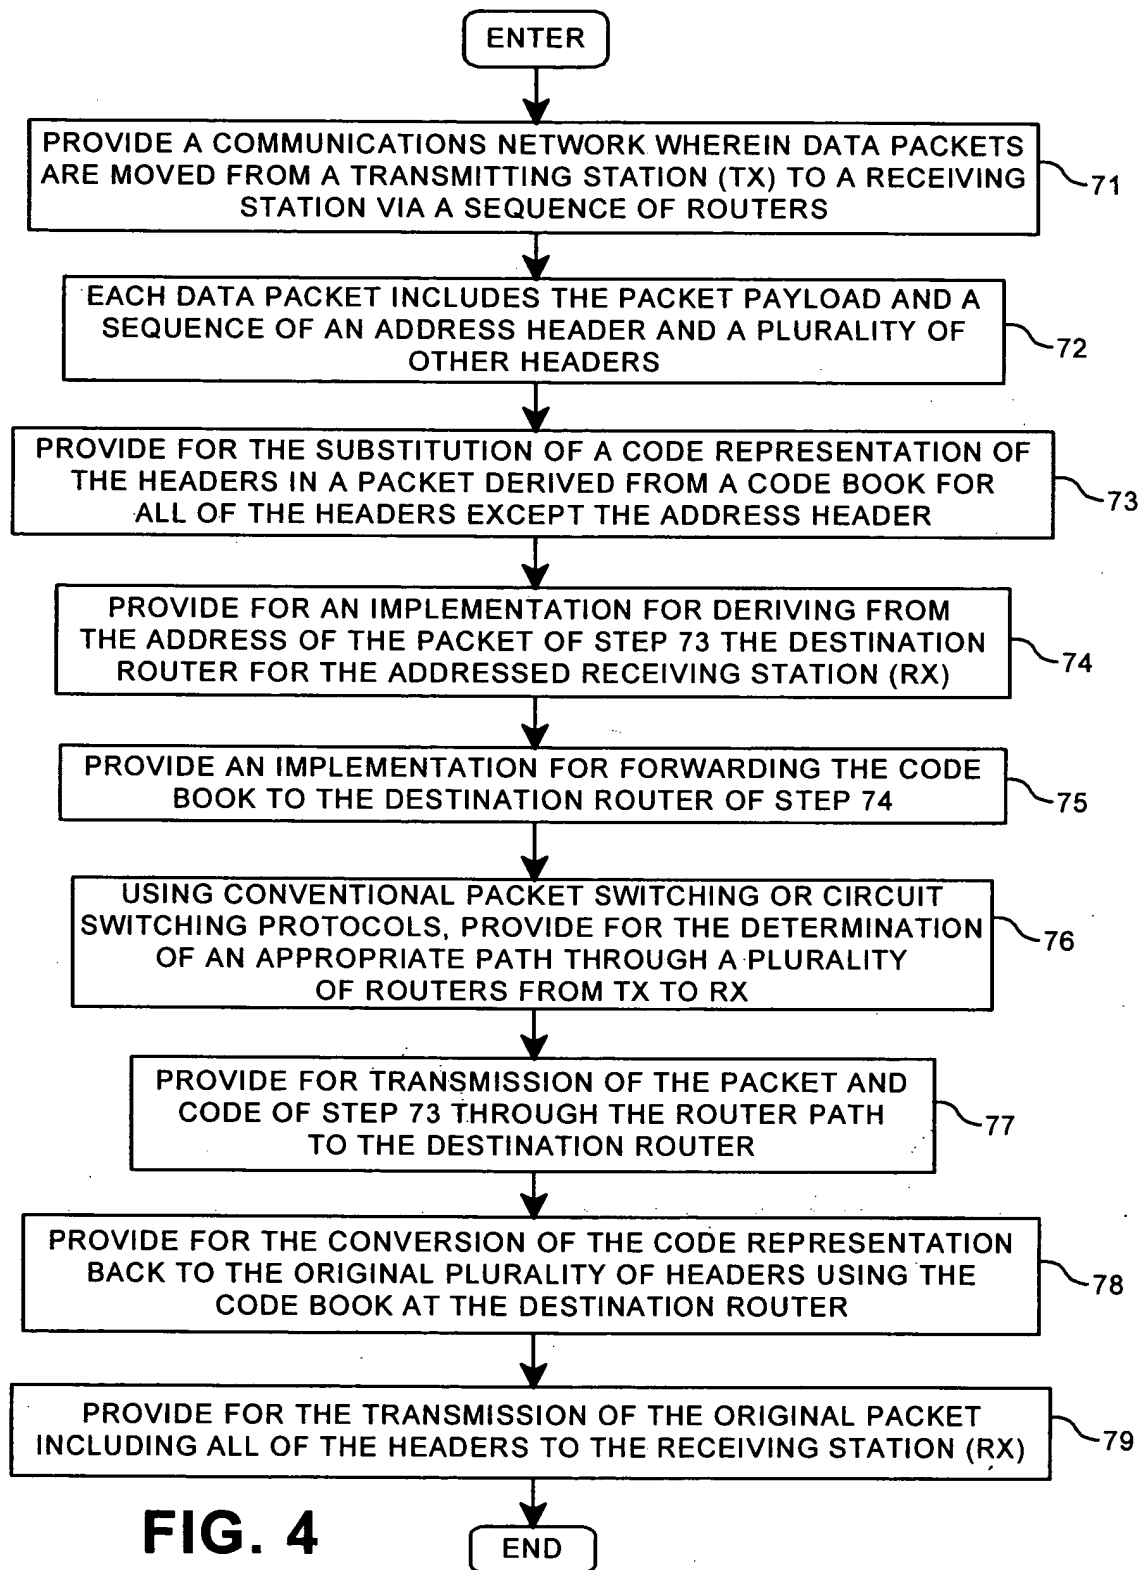 ENTER
PROVIDE A COMMUNICATIONS NETWORK WHEREIN DATA PACKETS
ARE MOVED FROM A TRANSMITTING STATION (TX) TO A RECEIVING
STATION VIA A SEQUENCE OF ROUTERS
71
EACH DATA PACKET INCLUDES THE PACKET PAYLOAD AND A
SEQUENCE OF AN ADDRESS HEADER AND A PLURALITY OF
OTHER HEADERS
72
PROVIDE FOR THE SUBSTITUTION OF A CODE REPRESENTATION OF
THE HEADERS IN A PACKET DERIVED FROM A CODE BOOK FOR
ALL OF THE HEADERS EXCEPT THE ADDRESS HEADER
73
PROVIDE FOR AN IMPLEMENTATION FOR DERIVING FROM
THE ADDRESS OF THE PACKET OF STEP 73 THE DESTINATION
ROUTER FOR THE ADDRESSED RECEIVING STATION (RX)
74
PROVIDE AN IMPLEMENTATION FOR FORWARDING THE CODE
BOOK TO THE DESTINATION ROUTER OF STEP 74
75
USING CONVENTIONAL PACKET SWITCHING OR CIRCUIT
SWITCHING PROTOCOLS, PROVIDE FOR THE DETERMINATION
OF AN APPROPRIATE PATH THROUGH A PLURALITY
OF ROUTERS FROM TX TO RX
76
PROVIDE FOR TRANSMISSION OF THE PACKET AND
CODE OF STEP 73 THROUGH THE ROUTER PATH
TO THE DESTINATION ROUTER
77
PROVIDE FOR THE CONVERSION OF THE CODE REPRESENTATION
BACK TO THE ORIGINAL PLURALITY OF HEADERS USING THE
CODE BOOK AT THE DESTINATION ROUTER
78
PROVIDE FOR THE TRANSMISSION OF THE ORIGINAL PACKET
INCLUDING ALL OF THE HEADERS TO THE RECEIVING STATION (RX)
79
FIG. 4
END